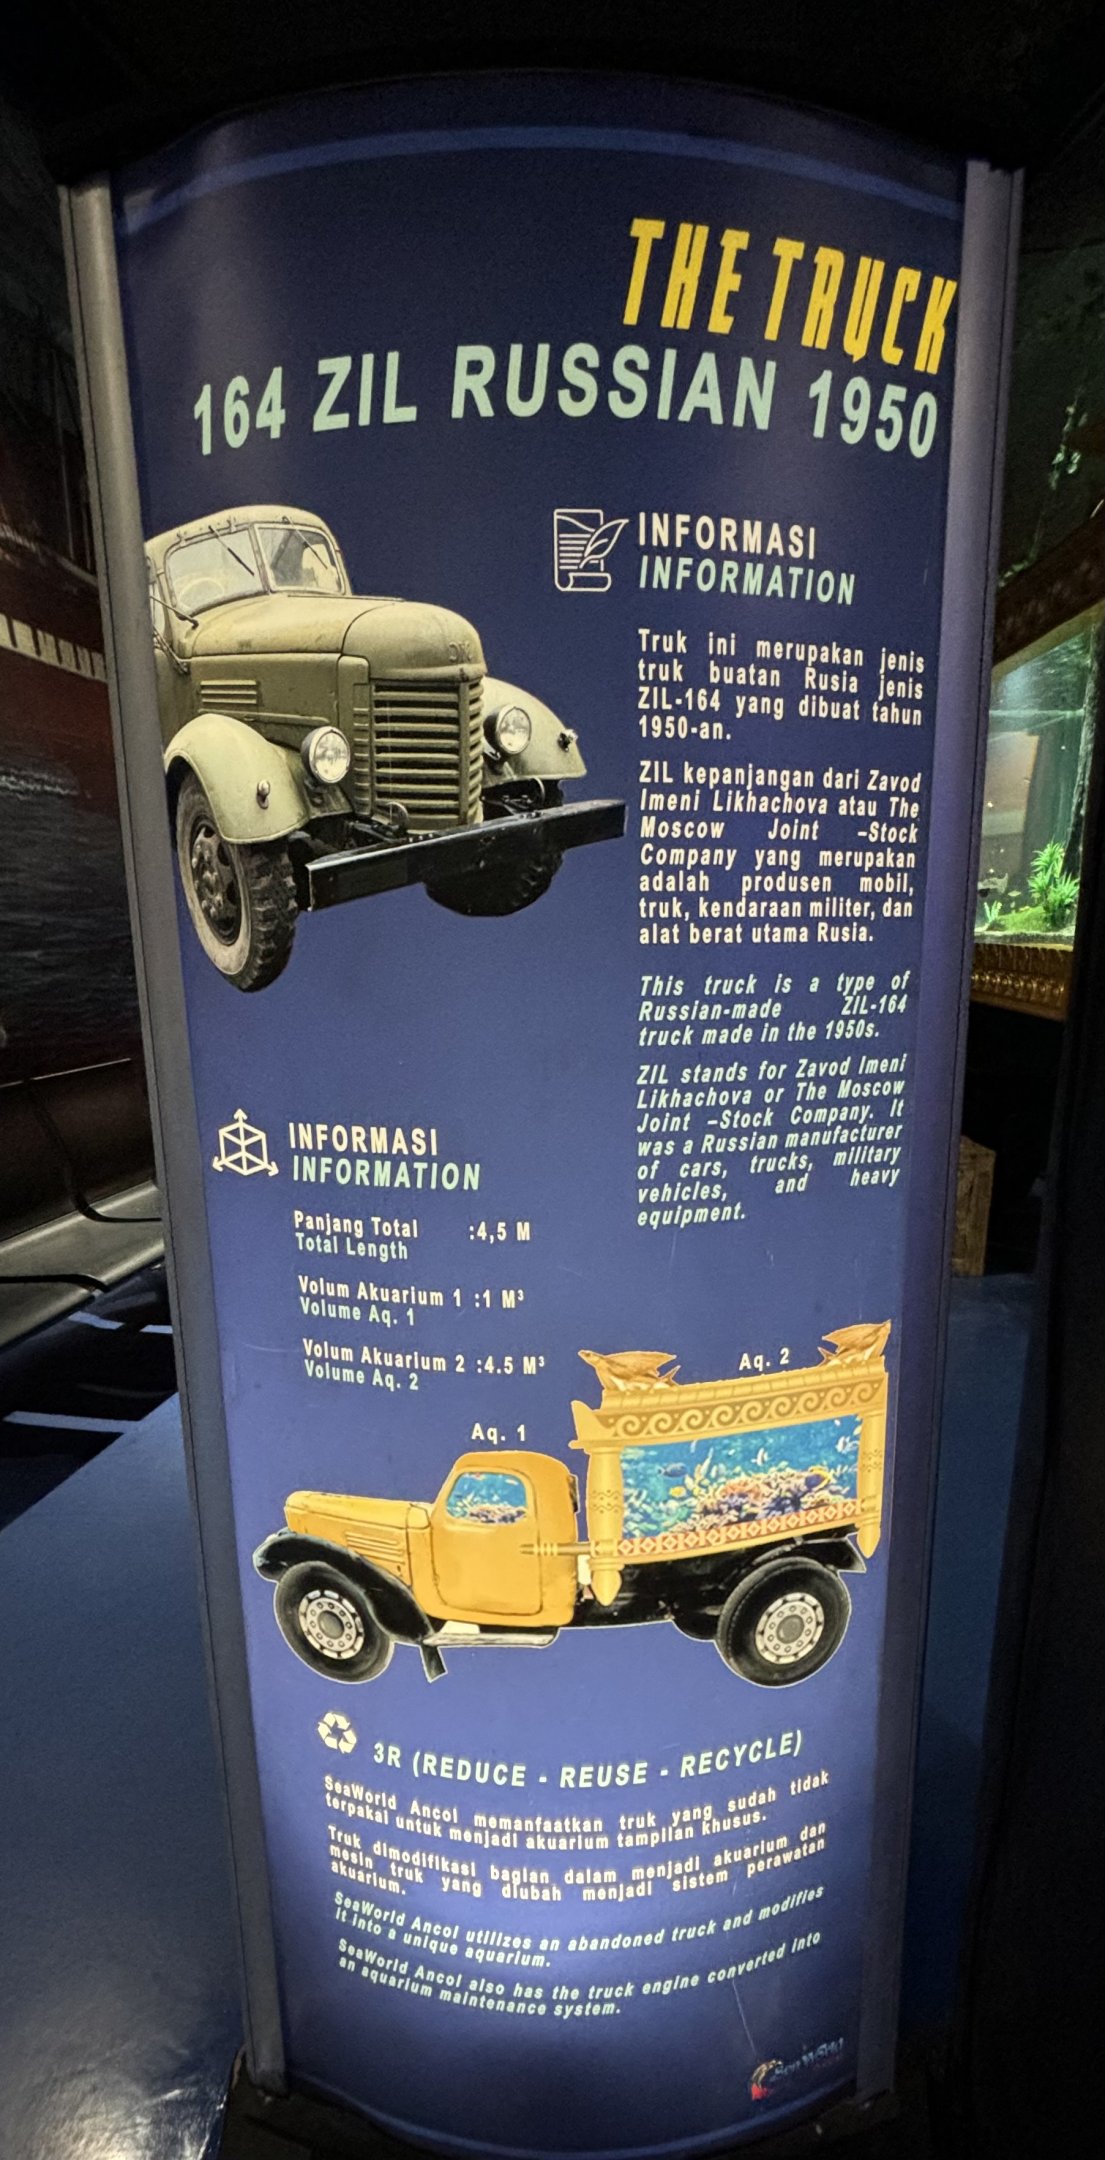 THE TRUCK
164 ZIL RUSSIAN 1950
INFORMASI
INFORMATION
Truk ini merupakan jenis
truk buatan Rusia jenis
ZIL-164 yang dibuat tahun
1950-an.
ZIL kepanjangan dari Zavod
Imeni Likhachova atau The
Moscow Joint –Stock
Company yang merupakan
adalah produsen mobil,
truk, kendaraan militer, dan
alat berat utama Rusia.
This truck is a type of
Russian-made ZIL-164
truck made in the 1950s.
ZIL stands for Zavod Imeni
Likhachova or The Moscow
Joint –Stock Company. It
was a Russian manufacturer
of cars, trucks, military
vehicles, and heavy
equipment.
INFORMASI
INFORMATION
Panjang Total :4,5 M
Total Length
Volum Akuarium 1 :1 M³
Volume Aq. 1
Volum Akuarium 2 :4.5 M³
Volume Aq. 2
Aq. 2
Aq. 1
3R (REDUCE - REUSE - RECYCLE)
SeaWorld Ancol memanfaatkan truk yang sudah tidak
terpakai untuk menjadi akuarium tampilan khusus.
Truk dimodifikasi bagian dalam menjadi akuarium dan
mesin truk yang diubah menjadi sistem perawatan
akuarium.
SeaWorld Ancol utilizes an abandoned truck and modifies
it into a unique aquarium.
SeaWorld Ancol also has the truck engine converted into
an aquarium maintenance system.
Sea World